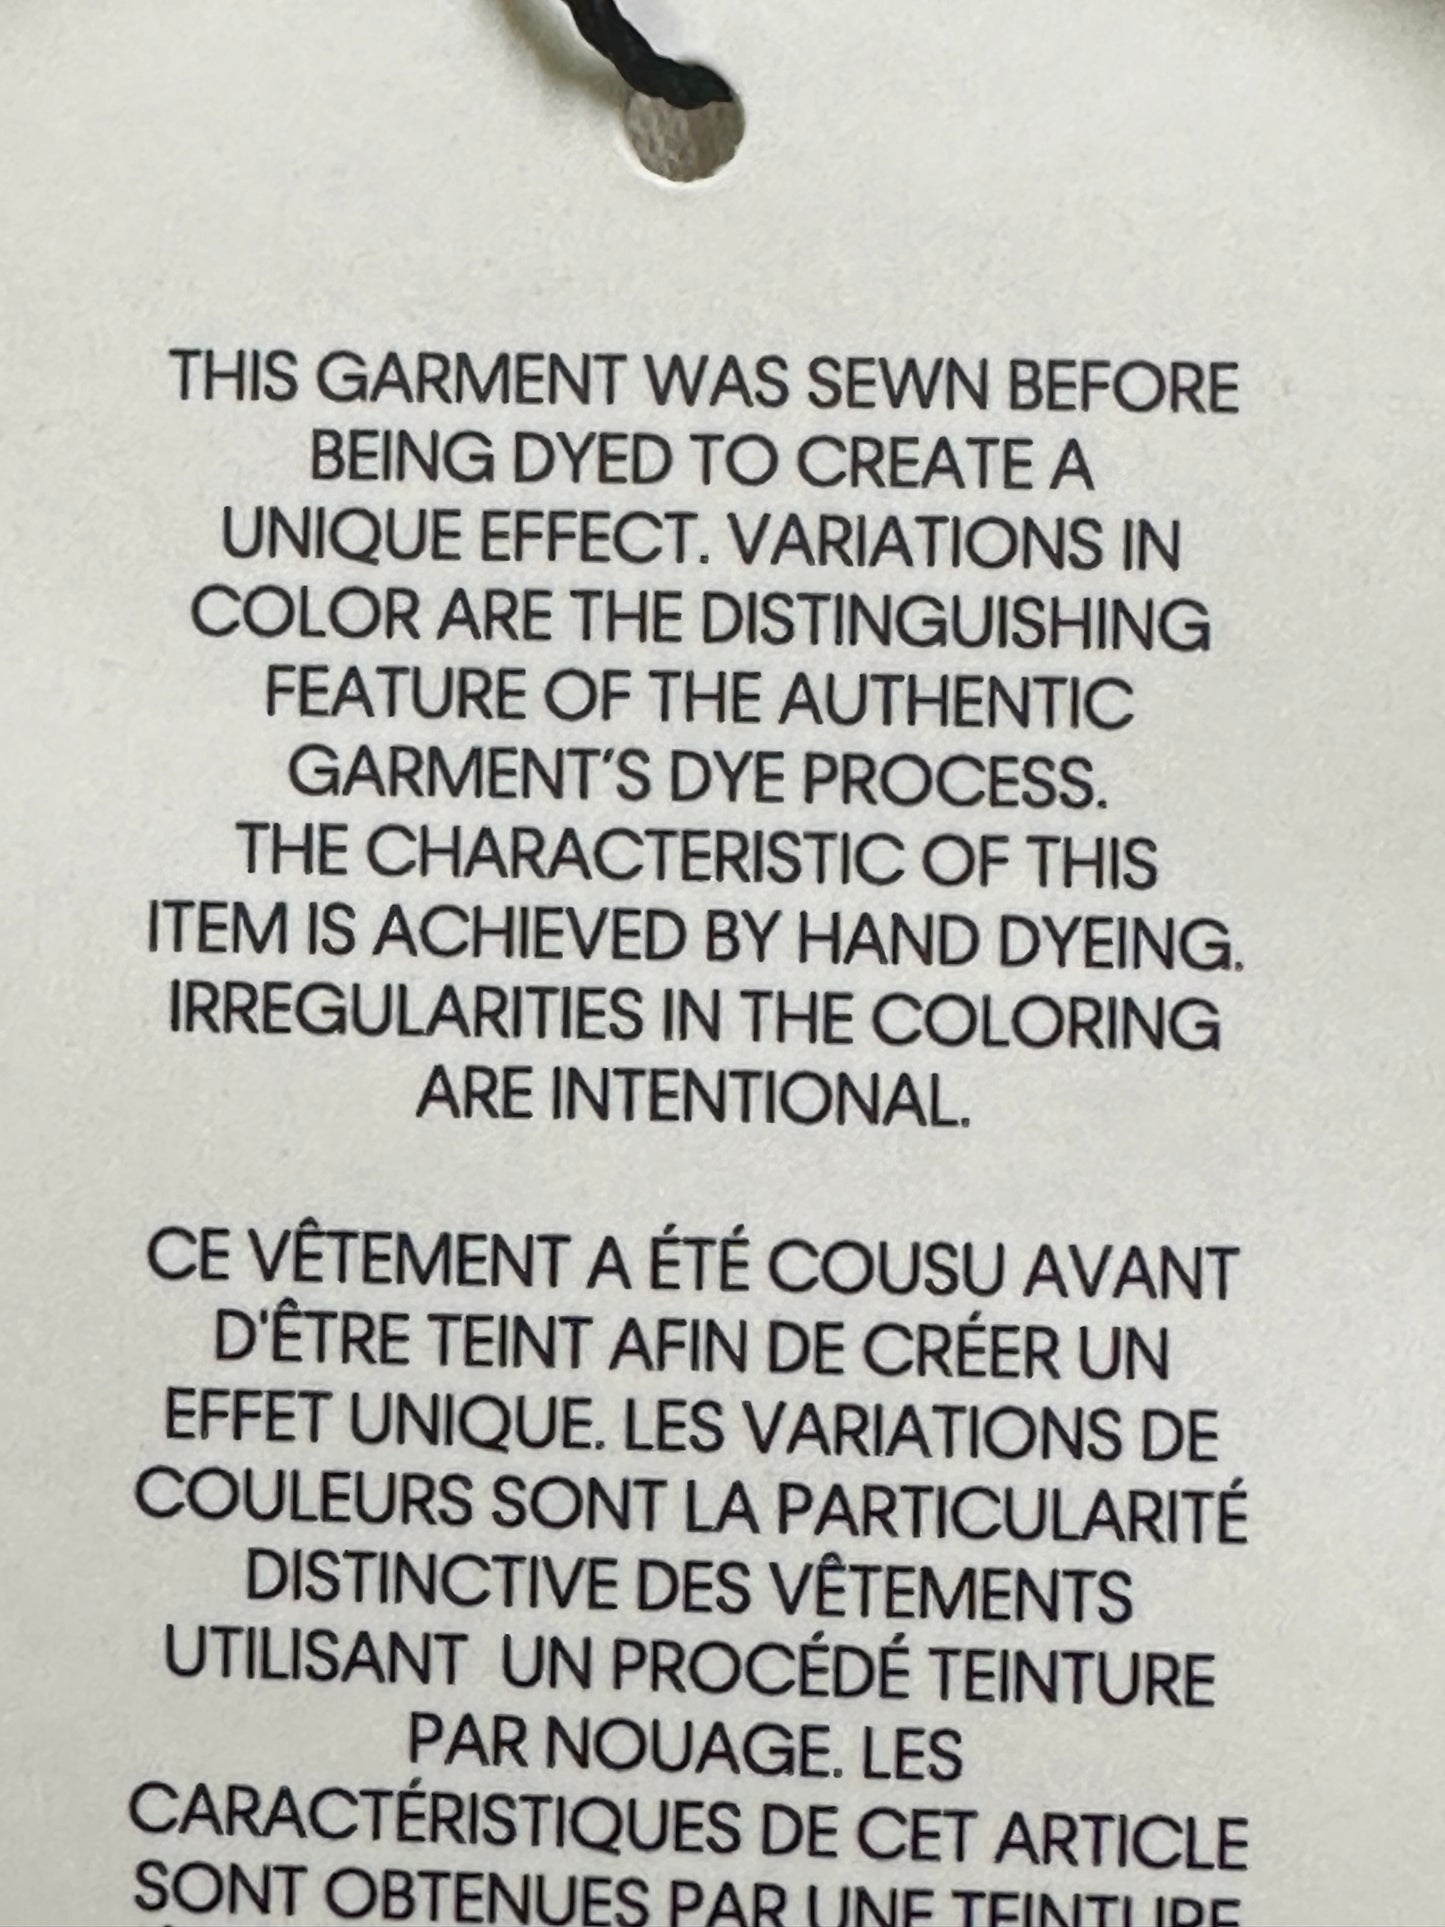 THIS GARMENT WAS SEWN BEFORE
BEING DYED TO CREATE A
UNIQUE EFFECT. VARIATIONS IN
COLOR ARE THE DISTINGUISHING
FEATURE OF THE AUTHENTIC
GARMENT'S DYE PROCESS.
THE CHARACTERISTIC OF THIS
ITEM IS ACHIEVED BY HAND DYEING.
IRREGULARITIES IN THE COLORING
ARE INTENTIONAL.
CE VÊTEMENT A ÉTÉ COUSU AVANT
D'ÊTRE TEINT AFIN DE CRÉER UN
EFFET UNIQUE. LES VARIATIONS DE
COULEURS SONT LA PARTICULARITÉ
DISTINCTIVE DES VÊTEMENTS
UTILISANT UN PROCÉDÉ TEINTURE
PAR NOUAGE. LES
CARACTÉRISTIQUES DE CET ARTICLE
SONT OBTENUES PAR UNE TEINTURE